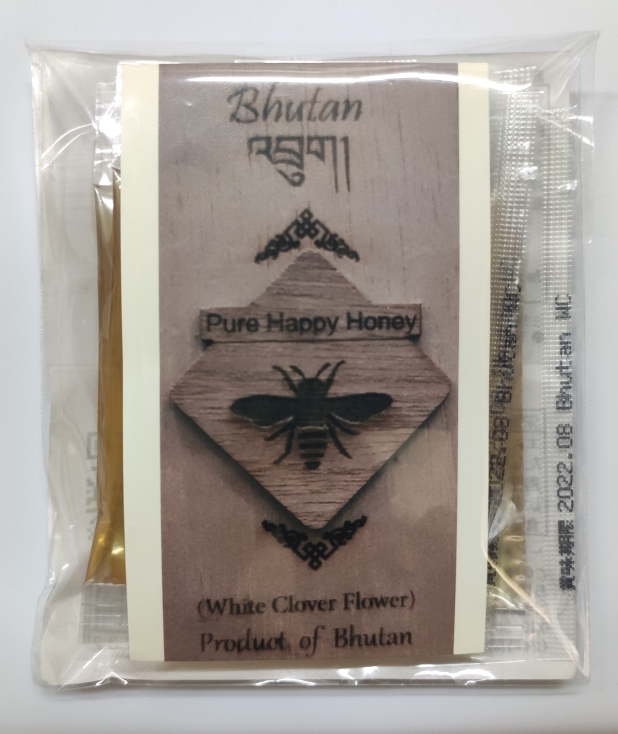 Bhutan
འབྲུག།
Pure Happy Honey
(White Clover Flower)
Product of Bhutan
賞味期限 2022.08 Bhutan WC